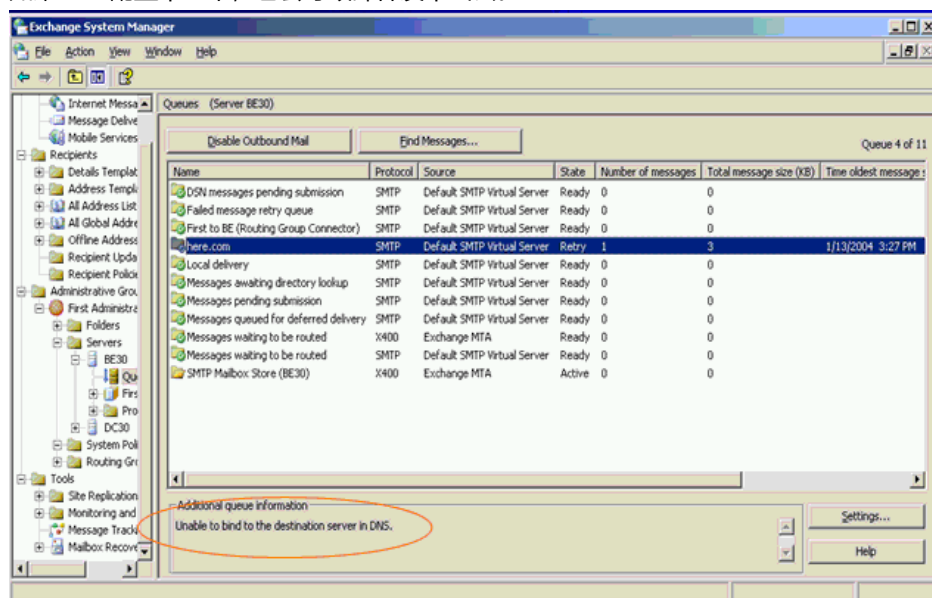 Exchange System Manager
File Action View Window Help
Internet Messa
Message Delive
Mobile Services
Recipients
Details Templat
Address Templa
All Address List
All Global Addre
Offline Address
Recipient Upda
Recipient Policie
Administrative Grou
First Administra
Folders
Servers
BE30
Qu
Firs
Pro
DC30
System Poli
Routing Gro
Tools
Site Replication
Monitoring and
Message Tracki
Mailbox Recove
Queues (Server BE30)
Disable Outbound Mail Find Messages... Queue 4 of 11
Name Protocol Source State Number of messages Total message size (KB) Time oldest message s
DSN messages pending submission SMTP Default SMTP Virtual Server Ready 0 0
Failed message retry queue SMTP Default SMTP Virtual Server Ready 0 0
First to BE (Routing Group Connector) SMTP Default SMTP Virtual Server Ready 0 0
here.com SMTP Default SMTP Virtual Server Retry 1 3 1/13/2004 3:27 PM
Local delivery SMTP Default SMTP Virtual Server Ready 0 0
Messages awaiting directory lookup SMTP Default SMTP Virtual Server Ready 0 0
Messages pending submission SMTP Default SMTP Virtual Server Ready 0 0
Messages queued for deferred delivery SMTP Default SMTP Virtual Server Ready 0 0
Messages waiting to be routed X400 Exchange MTA Ready 0 0
Messages waiting to be routed SMTP Default SMTP Virtual Server Ready 0 0
SMTP Mailbox Store (BE30) X400 Exchange MTA Active 0 0
Additional queue information
Unable to bind to the destination server in DNS.
Settings...
Help